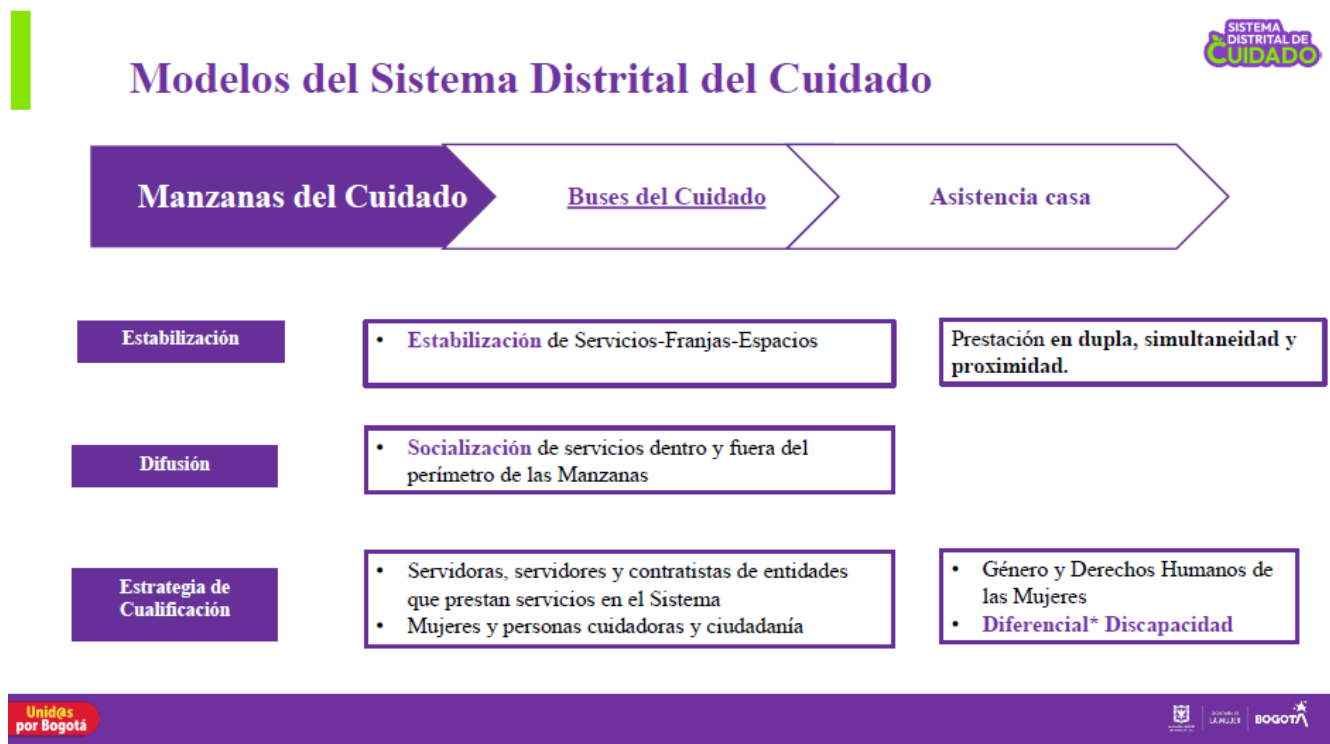 SISTEMA
DISTRITAL DE
CUIDADO
Modelos del Sistema Distrital del Cuidado
Manzanas del Cuidado
Buses del Cuidado
Asistencia casa
Estabilización
• Estabilización de Servicios-Franjas-Espacios
Prestación en dupla, simultaneidad y
proximidad.
Difusión
• Socialización de servicios dentro y fuera del
perímetro de las Manzanas
Estrategia de
Cualificación
• Servidoras, servidores y contratistas de entidades
que prestan servicios en el Sistema
• Mujeres y personas cuidadoras y ciudadanía
• Género y Derechos Humanos de
las Mujeres
• Diferencial* Discapacidad
Unid@s
por Bogotá
LA MUJER
BOGOTÁ